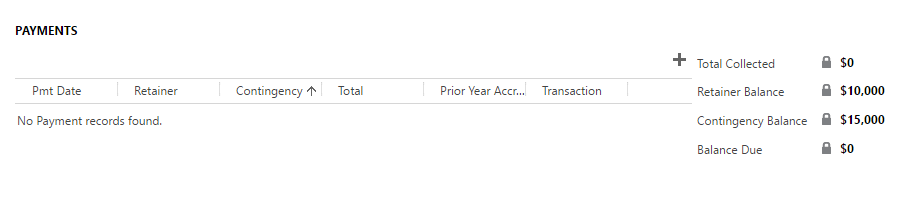 PAYMENTS
Total Collected $0
Pmt Date Retainer Contingency Total Prior Year Accr... Transaction
Retainer Balance $10,000
No Payment records found.
Contingency Balance $15,000
Balance Due $0